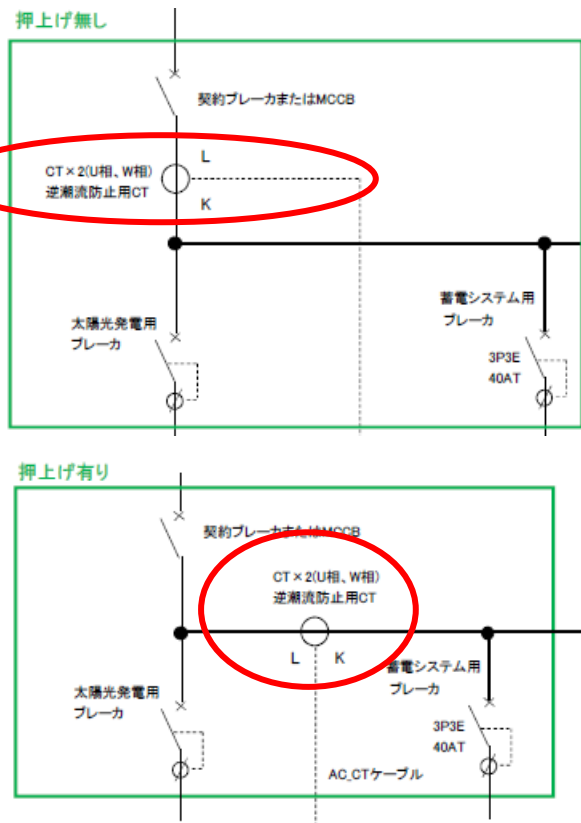 押上げ無し
契約ブレーカまたはMCCB
CT×2(U相、W相)
逆潮流防止用CT
L
K
太陽光発電用
ブレーカ
蓄電システム用
ブレーカ
3P3E
40AT
押上げ有り
契約ブレーカまたはMCCB
CT×2(U相、W相)
逆潮流防止用CT
L
K
太陽光発電用
ブレーカ
蓄電システム用
ブレーカ
3P3E
40AT
AC_CTケーブル